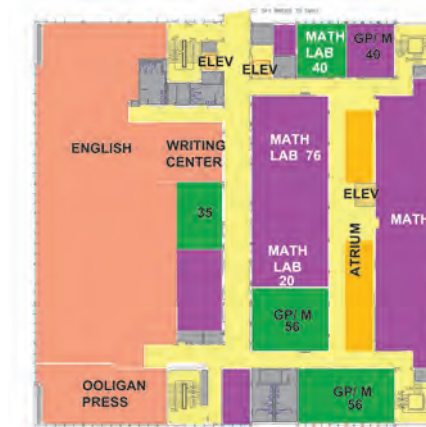 MATH
LAB
40
GP/ M
40
ELEV
ELEV
ENGLISH
WRITING
CENTER
MATH
LAB 76
35
ELEV
MATH
ATRIUM
MATH
LAB
20
GP/ M
56
OOLIGAN
PRESS
GP/ M
56